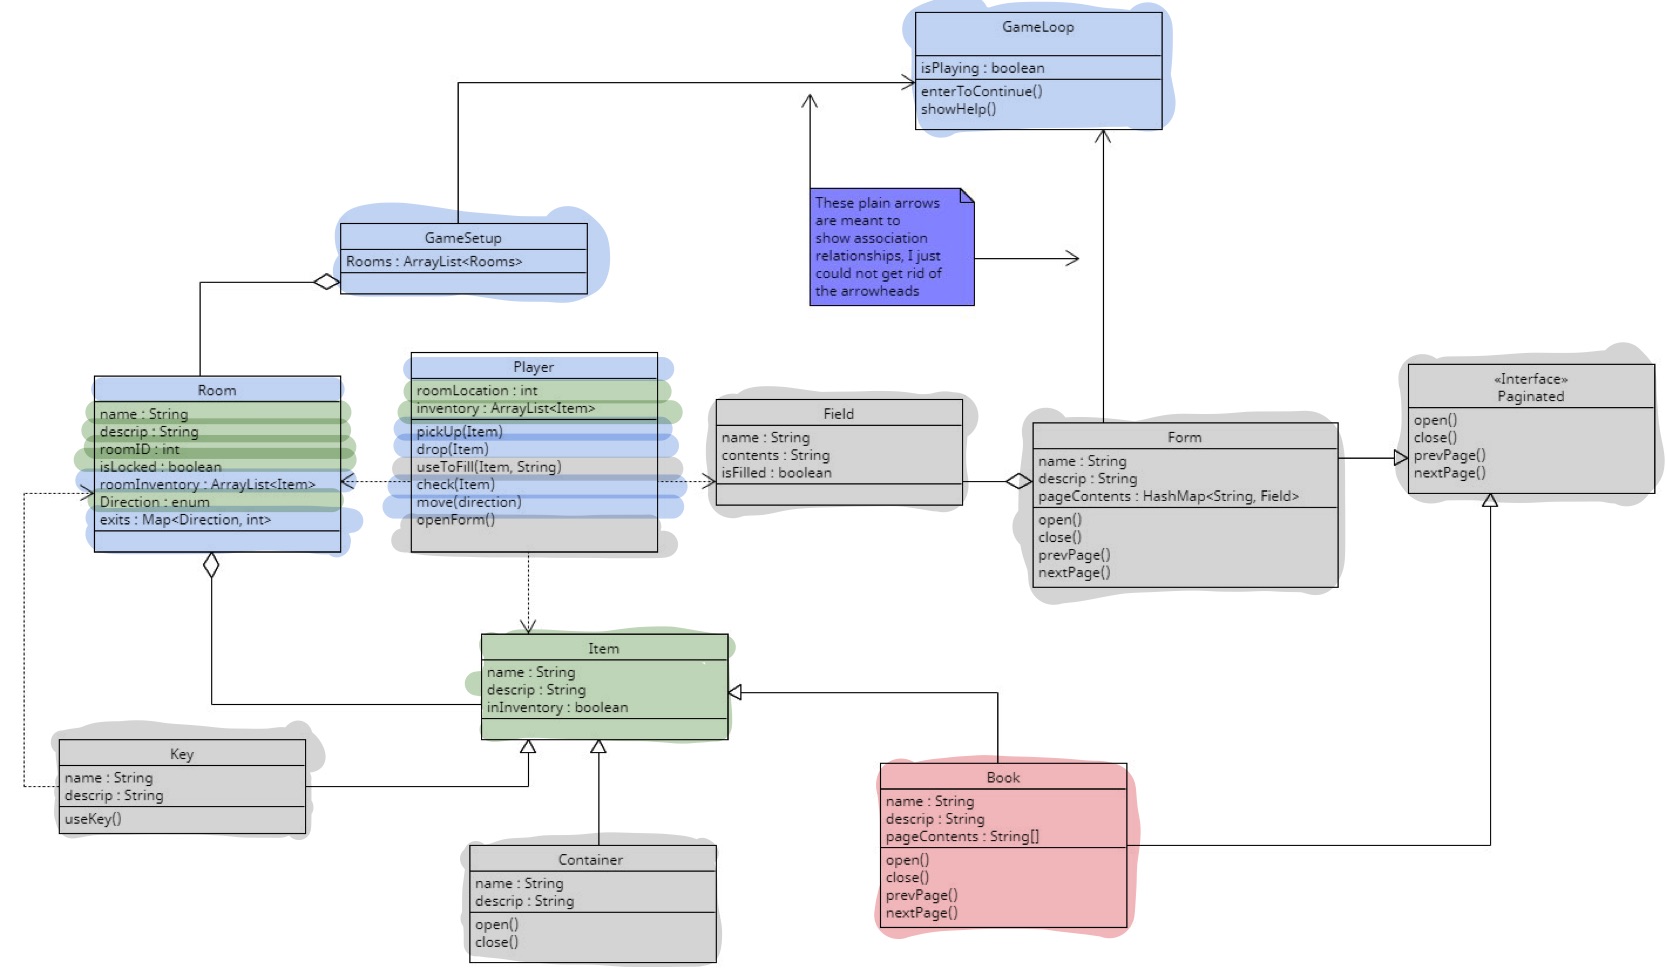 GameLoop
isPlaying : boolean
enterToContinue()
showHelp()
These plain arrows
are meant to
show association
relationships, I just
could not get rid of
the arrowheads
GameSetup
Rooms : ArrayList<Rooms>
Room
name : String
descrip : String
roomID : int
isLocked : boolean
roomInventory : ArrayList<Item>
Direction : enum
exits : Map<Direction, int>
Player
roomLocation : int
inventory : ArrayList<Item>
pickUp(Item)
drop(Item)
useToFill(Item, String)
check(Item)
move(direction)
openForm()
Field
name : String
contents : String
isFilled : boolean
Form
name : String
descrip : String
pageContents : HashMap<String, Field>
open()
close()
prevPage()
nextPage()
«Interface»
Paginated
open()
close()
prevPage()
nextPage()
Item
name : String
descrip : String
inInventory : boolean
Key
name : String
descrip : String
useKey()
Container
name : String
descrip : String
open()
close()
Book
name : String
descrip : String
pageContents : String[]
open()
close()
prevPage()
nextPage()